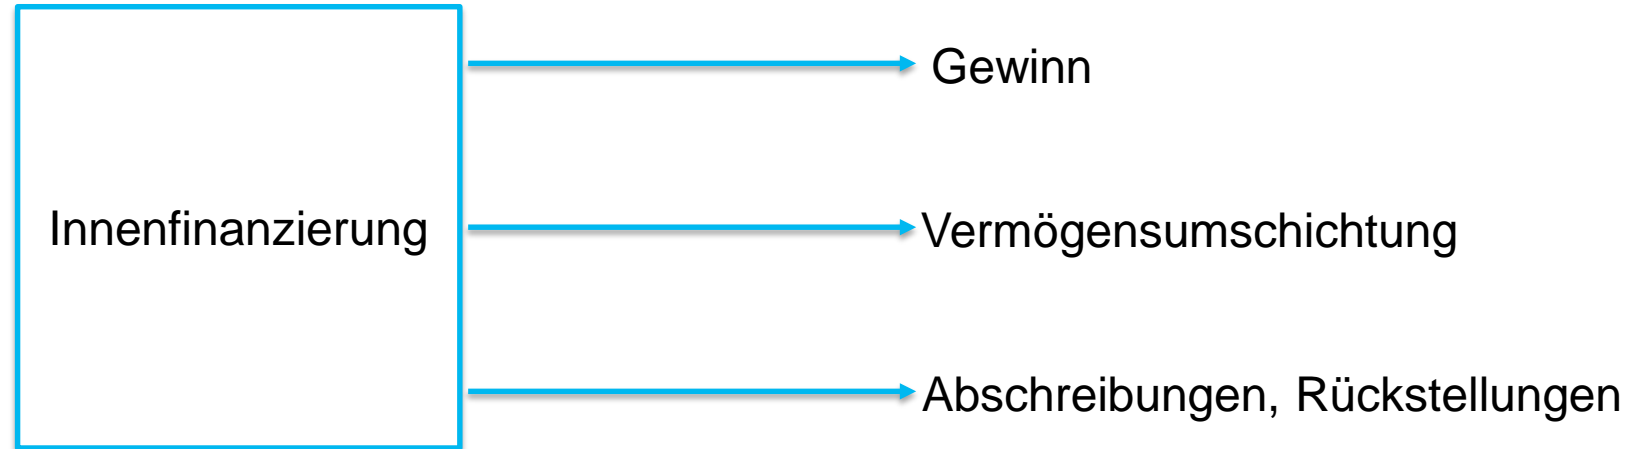 Gewinn
Innenfinanzierung
Vermögensumschichtung
Abschreibungen, Rückstellungen